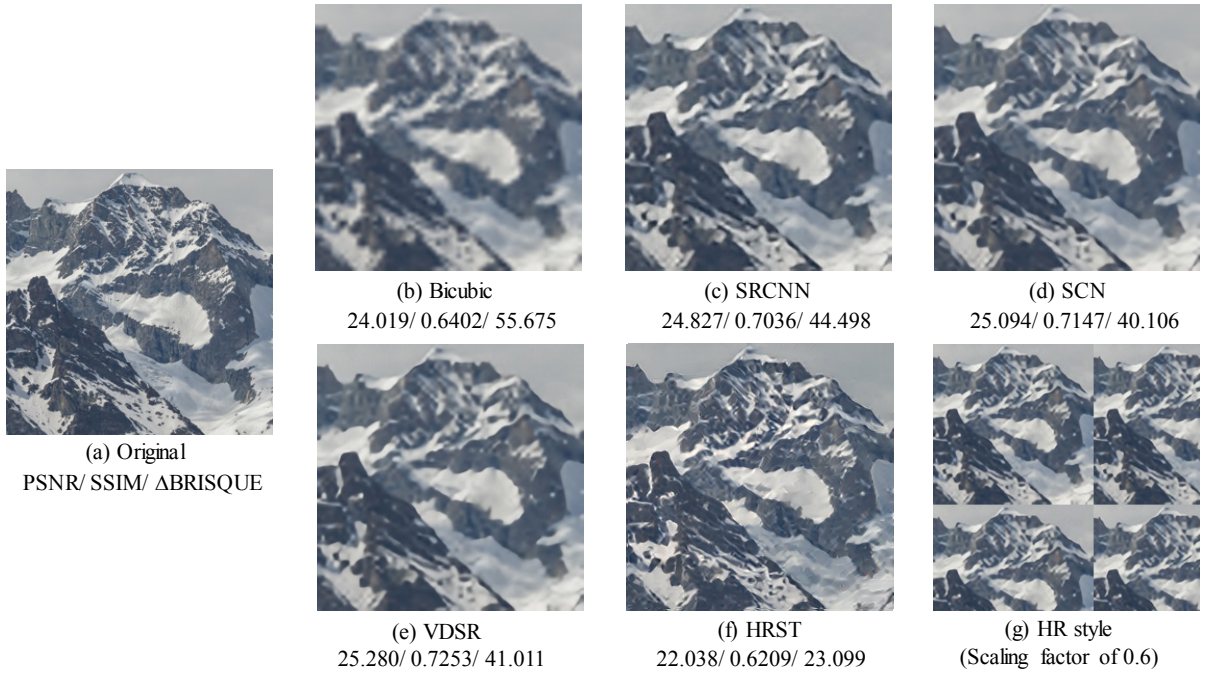 (b) Bicubic
24.019/ 0.6402/ 55.675
(c) SRCNN
24.827/ 0.7036/ 44.498
(d) SCN
25.094/ 0.7147/ 40.106
(a) Original
PSNR/ SSIM/ ΔBRISQUE
(e) VDSR
25.280/ 0.7253/ 41.011
(f) HRST
22.038/ 0.6209/ 23.099
(g) HR style
(Scaling factor of 0.6)